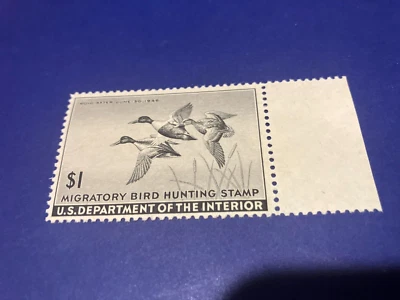 $1
MIGRATORY BIRD HUNTING STAMP
U.S. DEPARTMENT OF THE INTERIOR